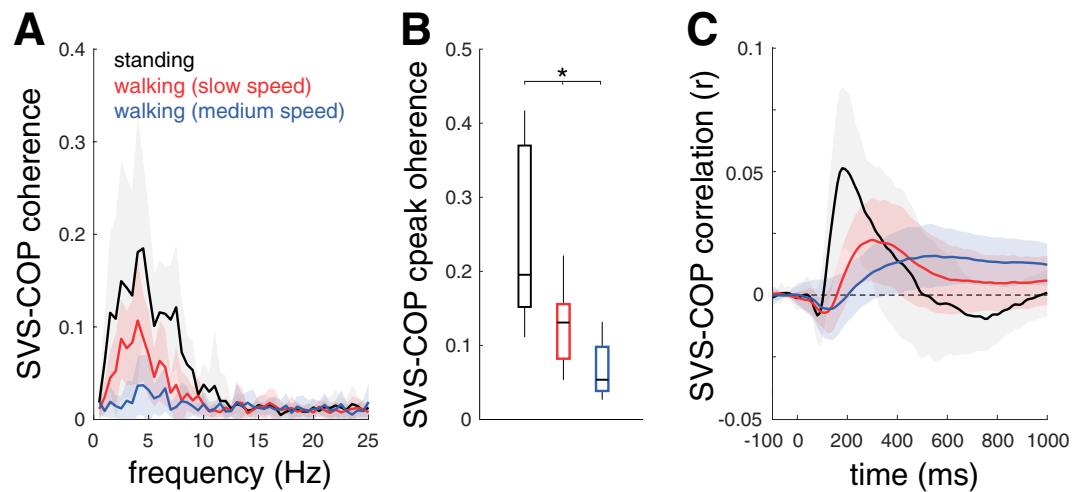 A
SVS-COP coherence
0.4
0.3
0.2
0.1
0
standing
walking (slow speed)
walking (medium speed)
0 5 10 15 20 25
frequency (Hz)
B
SVS-COP cpeak oherence
0.5
0.4
0.3
0.2
0.1
0
*
C
SVS-COP correlation (r)
0.1
0.05
0
-0.05
-100 0 200 400 600 800 1000
time (ms)